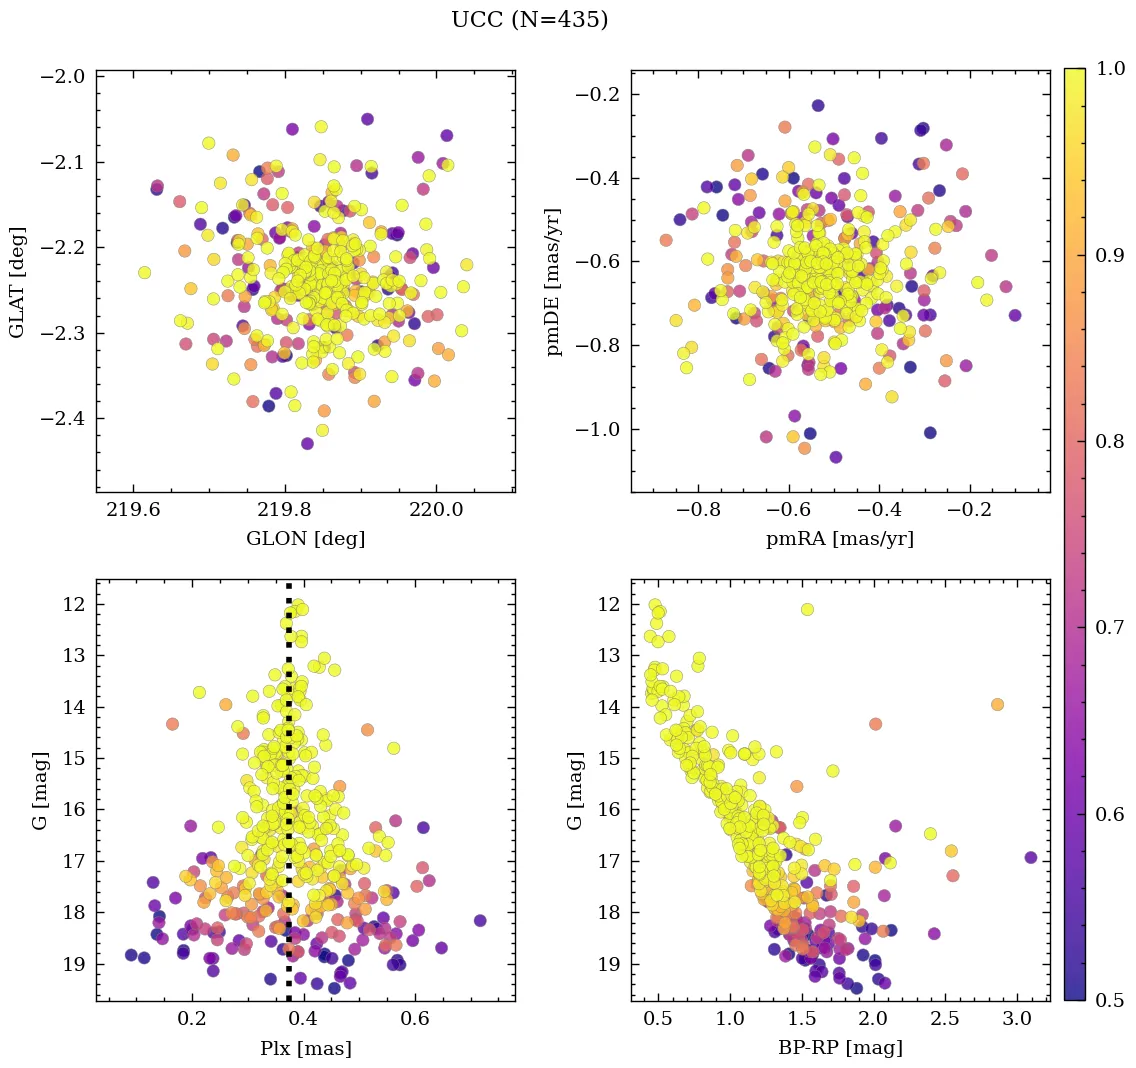 UCC (N=435)
−2.0
−2.1
−2.2
−2.3
−2.4
GLAT [deg]
219.6 219.8 220.0
GLON [deg]
−0.2
−0.4
−0.6
−0.8
−1.0
pmDE [mas/yr]
−0.8 −0.6 −0.4 −0.2
pmRA [mas/yr]
1.0
0.9
0.8
0.7
0.6
0.5
12
13
14
15
16
17
18
19
G [mag]
0.2 0.4 0.6
Plx [mas]
12
13
14
15
16
17
18
19
G [mag]
0.5 1.0 1.5 2.0 2.5 3.0
BP-RP [mag]